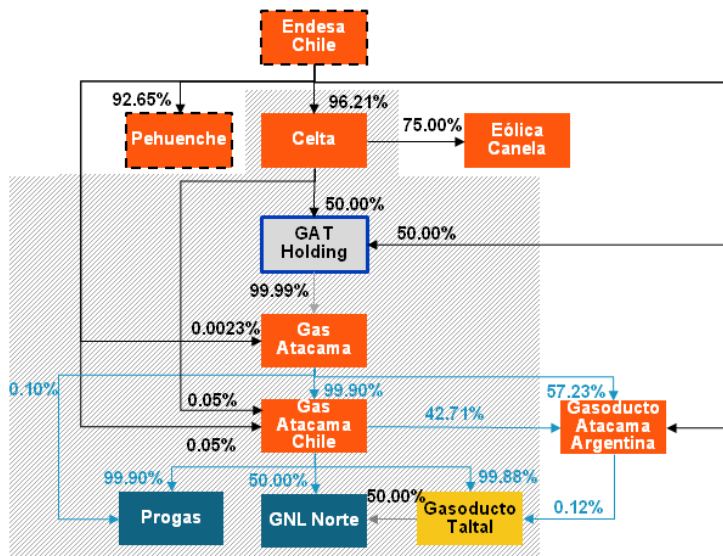 Endesa
Chile
92.65%
96.21%
Pehuenche
Celta
75.00%
Eólica
Canela
50.00%
GAT
Holding
50.00%
99.99%
0.0023%
Gas
Atacama
0.10%
99.90%
57.23%
0.05%
Gas
Atacama
Chile
42.71%
Gasoducto
Atacama
Argentina
0.05%
99.90%
50.00%
99.88%
50.00%
0.12%
Progas
GNL Norte
Gasoducto
Taltal